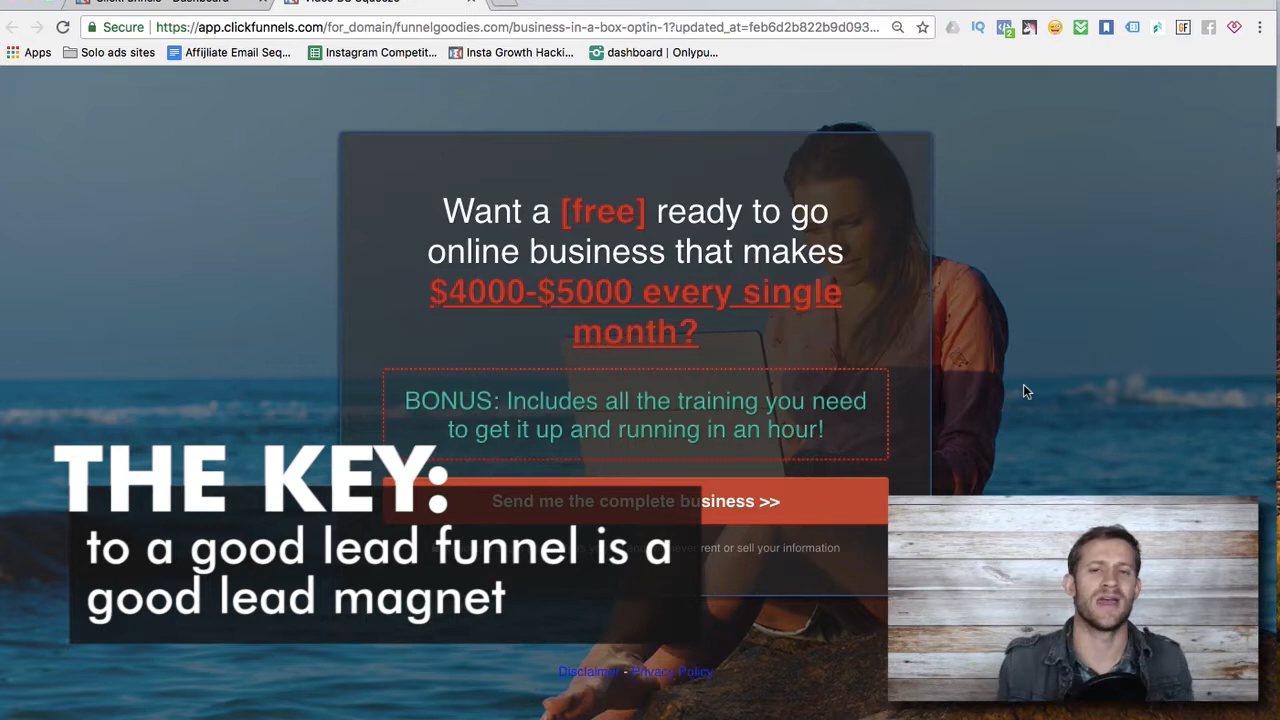 Secure | https://app.clickfunnels.com/for_domain/funnelgoodies.com/business-in-a-box-optin-1?updated_at=feb6d2b822b9d093...
Apps Solo ads sites Affijliate Email Seq... Instagram Competit... Insta Growth Hacki... dashboard | Onlypu...
Want a [free] ready to go
online business that makes
$4000-$5000 every single
month?
BONUS: Includes all the training you need
to get it up and running in an hour!
Send me the complete business >>
rent or sell your information
THE KEY:
to a good lead funnel is a
good lead magnet
Disclaimer - Privacy Policy